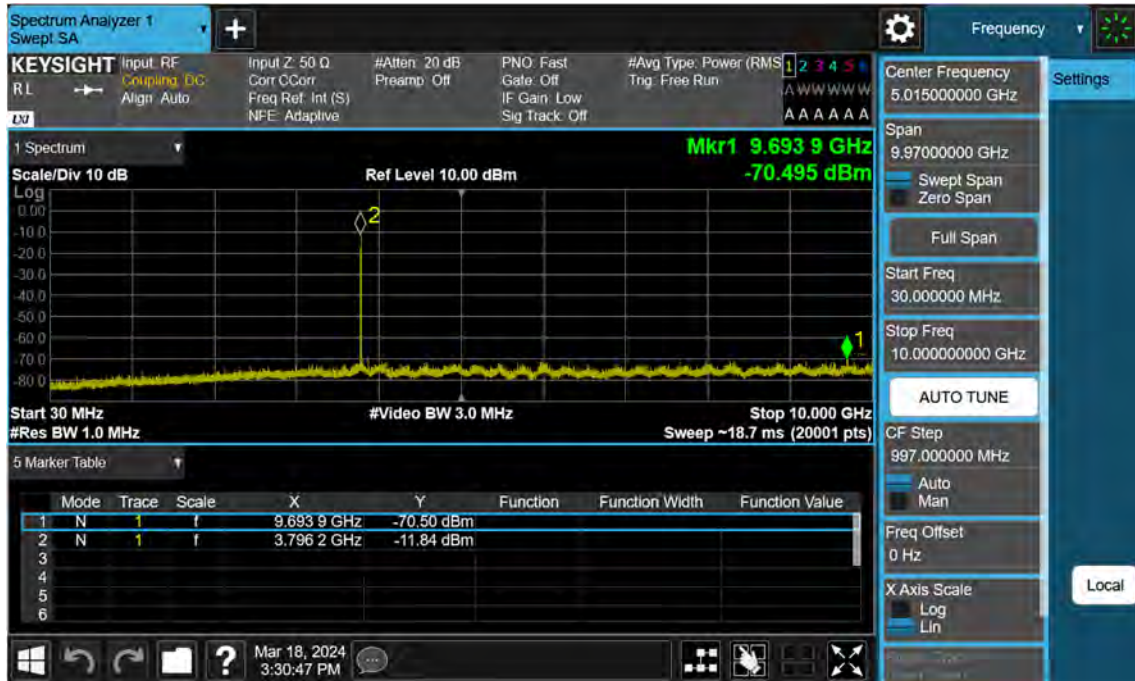 Spectrum Analyzer 1
Swept SA
+
Frequency
KEYSIGHT
RL
LXI
Input: RF
Coupling: DC
Align: Auto
Input Z: 50 Ω
Corr CCorr
Freq Ref: Int (S)
NFE: Adaptive
#Atten: 20 dB
Preamp: Off
PNO: Fast
Gate: Off
IF Gain: Low
Sig Track: Off
#Avg Type: Power (RMS
Trig: Free Run
1 2 3 4 5 6
A W W W W W
A A A A A A
Center Frequency
5.015000000 GHz
Settings
1 Spectrum
Mkr1 9.693 9 GHz
-70.495 dBm
Scale/Div 10 dB
Ref Level 10.00 dBm
Log
0.00
-10.0
-20.0
-30.0
-40.0
-50.0
-60.0
-70.0
-80.0
2
1
Start 30 MHz
#Res BW 1.0 MHz
#Video BW 3.0 MHz
Stop 10.000 GHz
Sweep ~18.7 ms (20001 pts)
Span
9.97000000 GHz
Swept Span
Zero Span
Full Span
Start Freq
30.000000 MHz
Stop Freq
10.000000000 GHz
AUTO TUNE
CF Step
997.000000 MHz
Auto
Man
Freq Offset
0 Hz
X Axis Scale
Log
Lin
Local
5 Marker Table
Mode Trace Scale X Y Function Function Width Function Value
1 N 1 f 9.693 9 GHz -70.50 dBm
2 N 1 f 3.796 2 GHz -11.84 dBm
3
4
5
6
?
Mar 18, 2024
3:30:47 PM